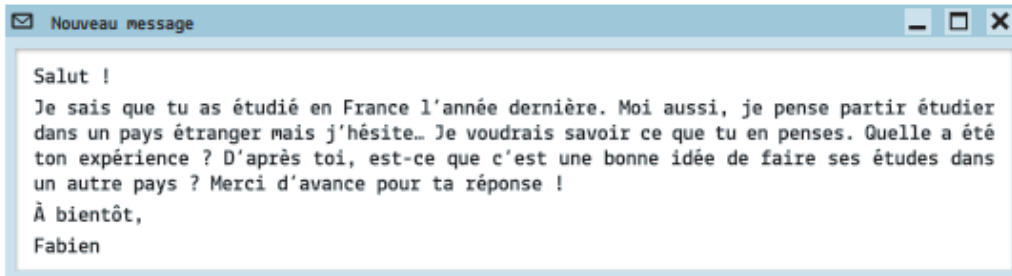 Nouveau message
Salut !
Je sais que tu as étudié en France l'année dernière. Moi aussi, je pense partir étudier
dans un pays étranger mais j'hésite… Je voudrais savoir ce que tu en penses. Quelle a été
ton expérience ? D'après toi, est-ce que c'est une bonne idée de faire ses études dans
un autre pays ? Merci d'avance pour ta réponse !
À bientôt,
Fabien